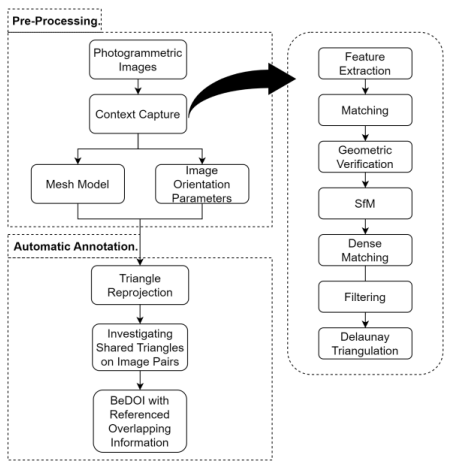 Pre-Processing.
Photogrammetric
Images
Context Capture
Mesh Model
Image
Orientation
Parameters
Automatic Annotation.
Triangle
Reprojection
Investigating
Shared Triangles
on Image Pairs
BeDOI with
Referenced
Overlapping
Information
Feature
Extraction
Matching
Geometric
Verification
SfM
Dense
Matching
Filtering
Delaunay
Triangulation